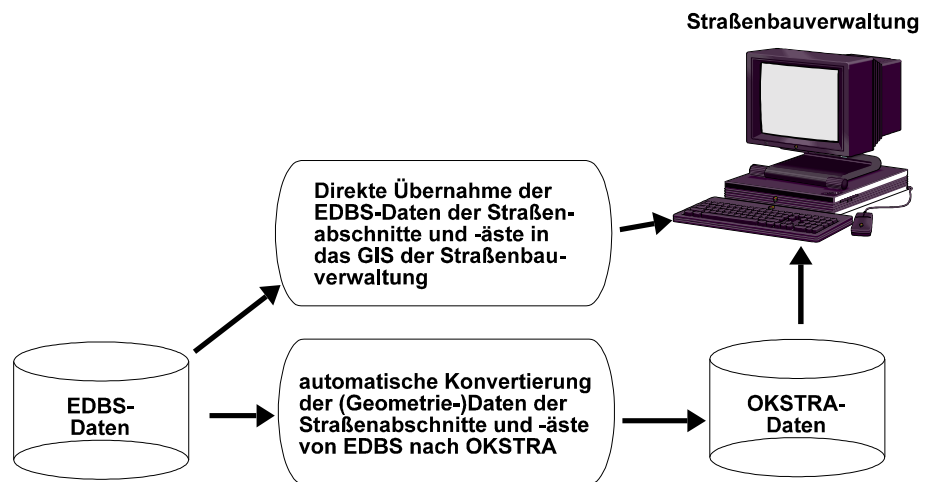 Straßenbauverwaltung
Direkte Übernahme der
EDBS-Daten der Straßen-
abschnitte und -äste in
das GIS der Straßenbau-
verwaltung
EDBS-
Daten
automatische Konvertierung
der (Geometrie-)Daten der
Straßenabschnitte und -äste
von EDBS nach OKSTRA
OKSTRA-
Daten